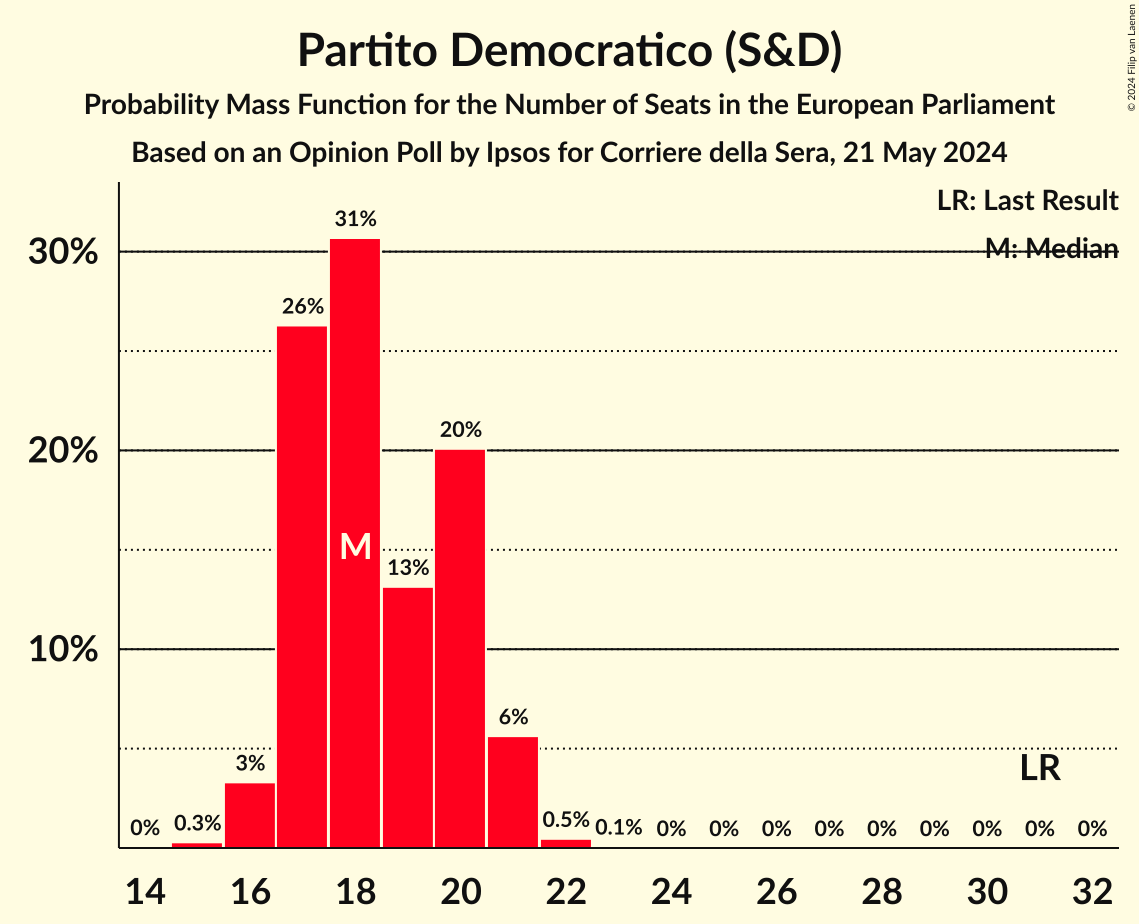 © 2024 Filip van Laenen
Partito Democratico (S&D)
Probability Mass Function for the Number of Seats in the European Parliament
Based on an Opinion Poll by Ipsos for Corriere della Sera, 21 May 2024
LR: Last Result
M: Median
30%
20%
10%
0% 0.3% 3% 26% 31% 13% 20% 6% 0.5% 0.1% 0% 0% 0% 0% 0% 0% 0% 0% 0%
M
LR
14 16 18 20 22 24 26 28 30 32